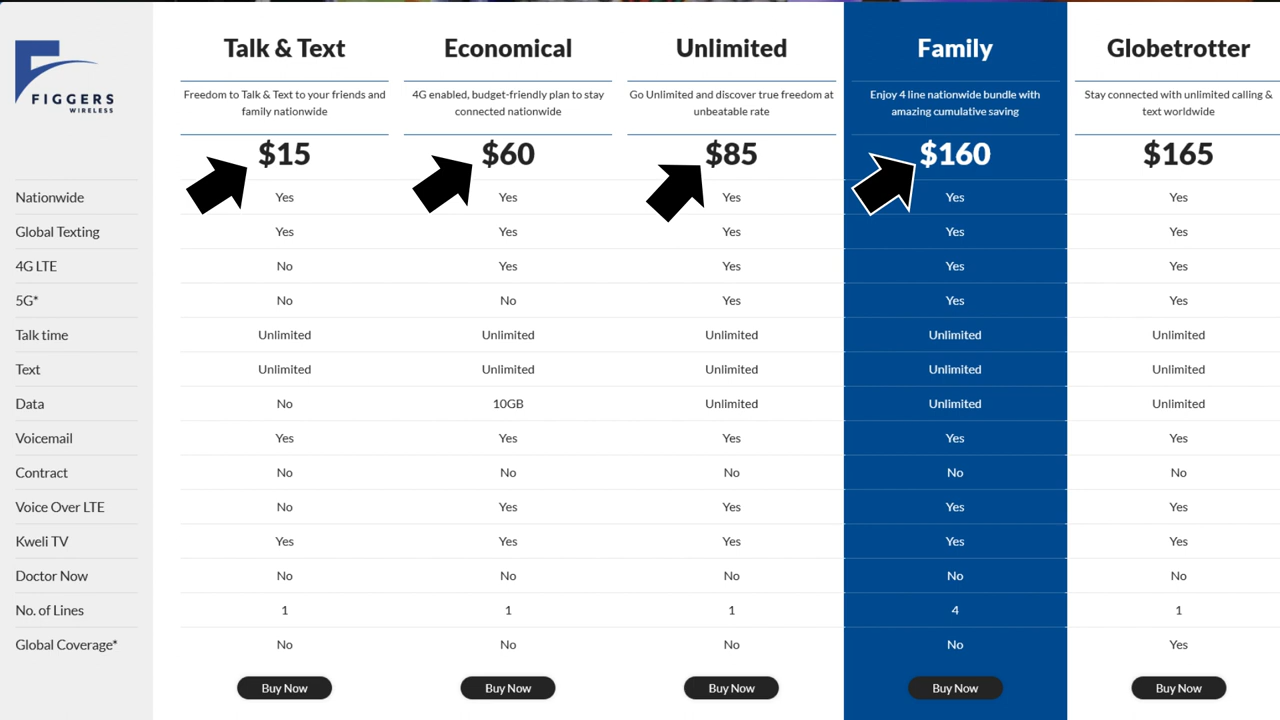 FIGGERS
WIRELESS
Talk & Text Economical Unlimited Family Globetrotter
Freedom to Talk & Text to your friends and family nationwide
4G enabled, budget-friendly plan to stay connected nationwide
Go Unlimited and discover true freedom at unbeatable rate
Enjoy 4 line nationwide bundle with amazing cumulative saving
Stay connected with unlimited calling & text worldwide
$15 $60 $85 $160 $165
Nationwide Yes Yes Yes Yes Yes
Global Texting Yes Yes Yes Yes Yes
4G LTE No Yes Yes Yes Yes
5G* No No Yes Yes Yes
Talk time Unlimited Unlimited Unlimited Unlimited Unlimited
Text Unlimited Unlimited Unlimited Unlimited Unlimited
Data No 10GB Unlimited Unlimited Unlimited
Voicemail Yes Yes Yes Yes Yes
Contract No No No No No
Voice Over LTE No Yes Yes Yes Yes
Kweli TV Yes Yes Yes Yes Yes
Doctor Now No No No No No
No. of Lines 1 1 1 4 1
Global Coverage* No No No No Yes
Buy Now Buy Now Buy Now Buy Now Buy Now